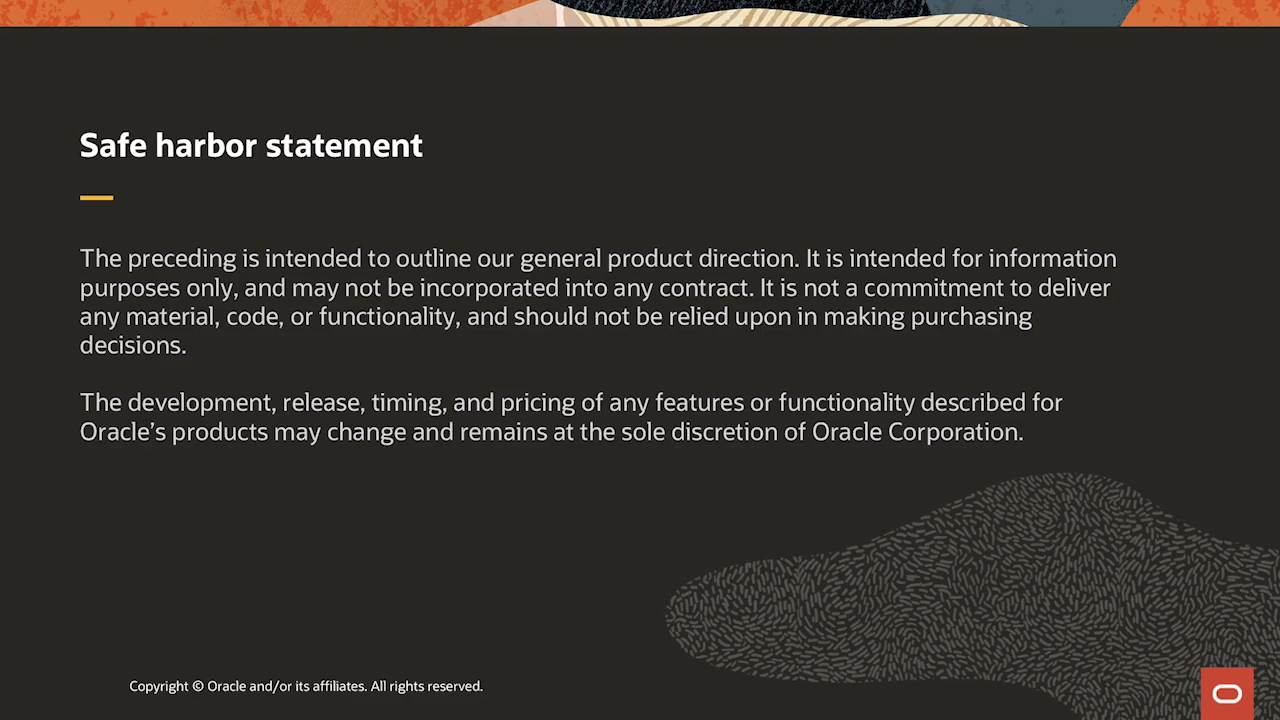 Safe harbor statement
The preceding is intended to outline our general product direction. It is intended for information
purposes only, and may not be incorporated into any contract. It is not a commitment to deliver
any material, code, or functionality, and should not be relied upon in making purchasing
decisions.
The development, release, timing, and pricing of any features or functionality described for
Oracle’s products may change and remains at the sole discretion of Oracle Corporation.
Copyright © Oracle and/or its affiliates. All rights reserved.